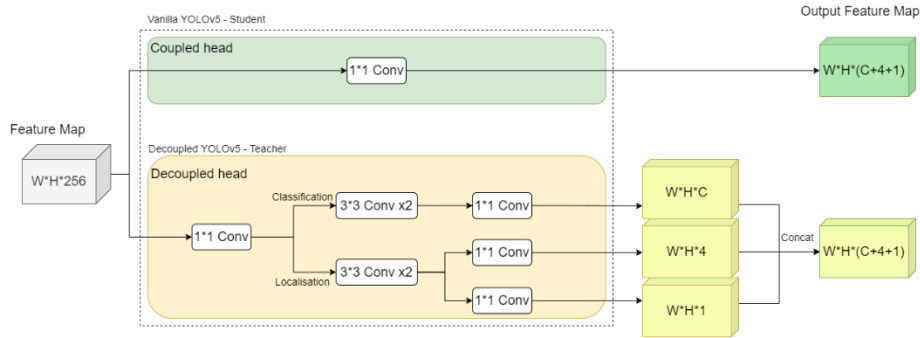 Output Feature Map
Vanilla YOLOv5 - Student
Coupled head
1*1 Conv
W*H*(C+4+1)
Feature Map
W*H*256
Decoupled YOLOv5 - Teacher
Decoupled head
Classification
3*3 Conv x2
1*1 Conv
W*H*C
1*1 Conv
1*1 Conv
W*H*4
Concat
W*H*(C+4+1)
Localisation
3*3 Conv x2
1*1 Conv
W*H*1